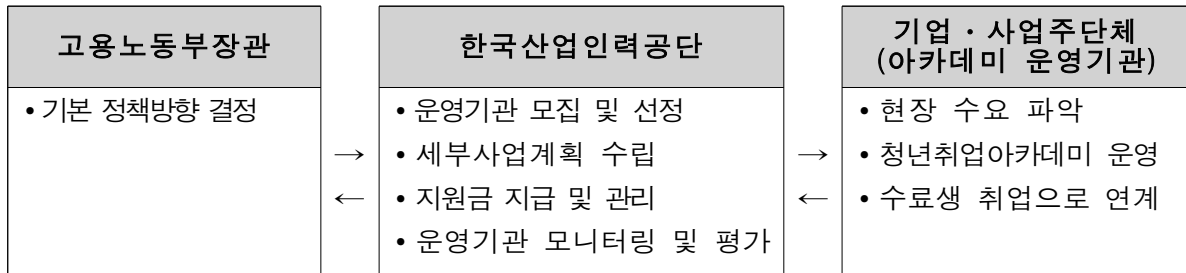 고용노동부장관
• 기본 정책방향 결정
→
←
한국산업인력공단
• 운영기관 모집 및 선정
• 세부사업계획 수립
• 지원금 지급 및 관리
• 운영기관 모니터링 및 평가
→
←
기업 · 사업주단체
(아카데미 운영기관)
• 현장 수요 파악
• 청년취업아카데미 운영
• 수료생 취업으로 연계